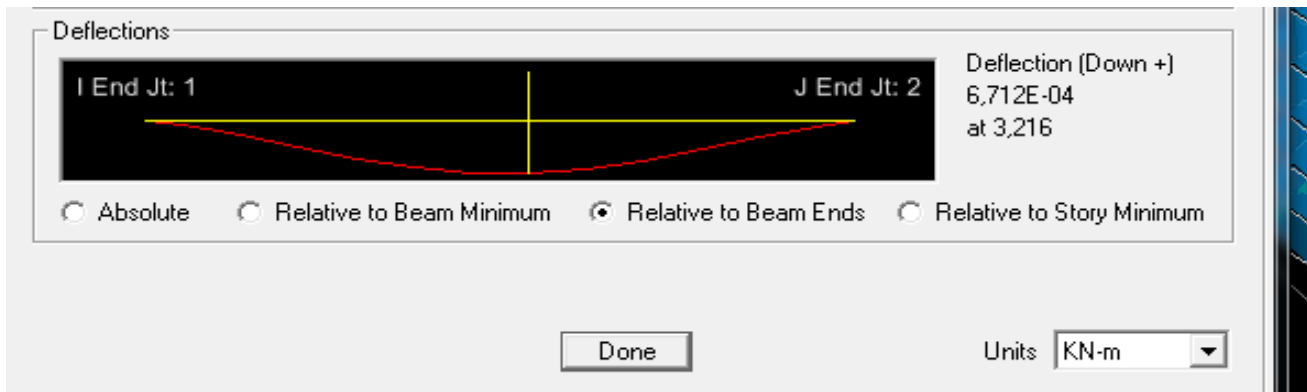 Deflections
I End Jt: 1
J End Jt: 2
Deflection (Down +)
6,712E-04
at 3,216
Absolute
Relative to Beam Minimum
Relative to Beam Ends
Relative to Story Minimum
Done
Units
KN-m